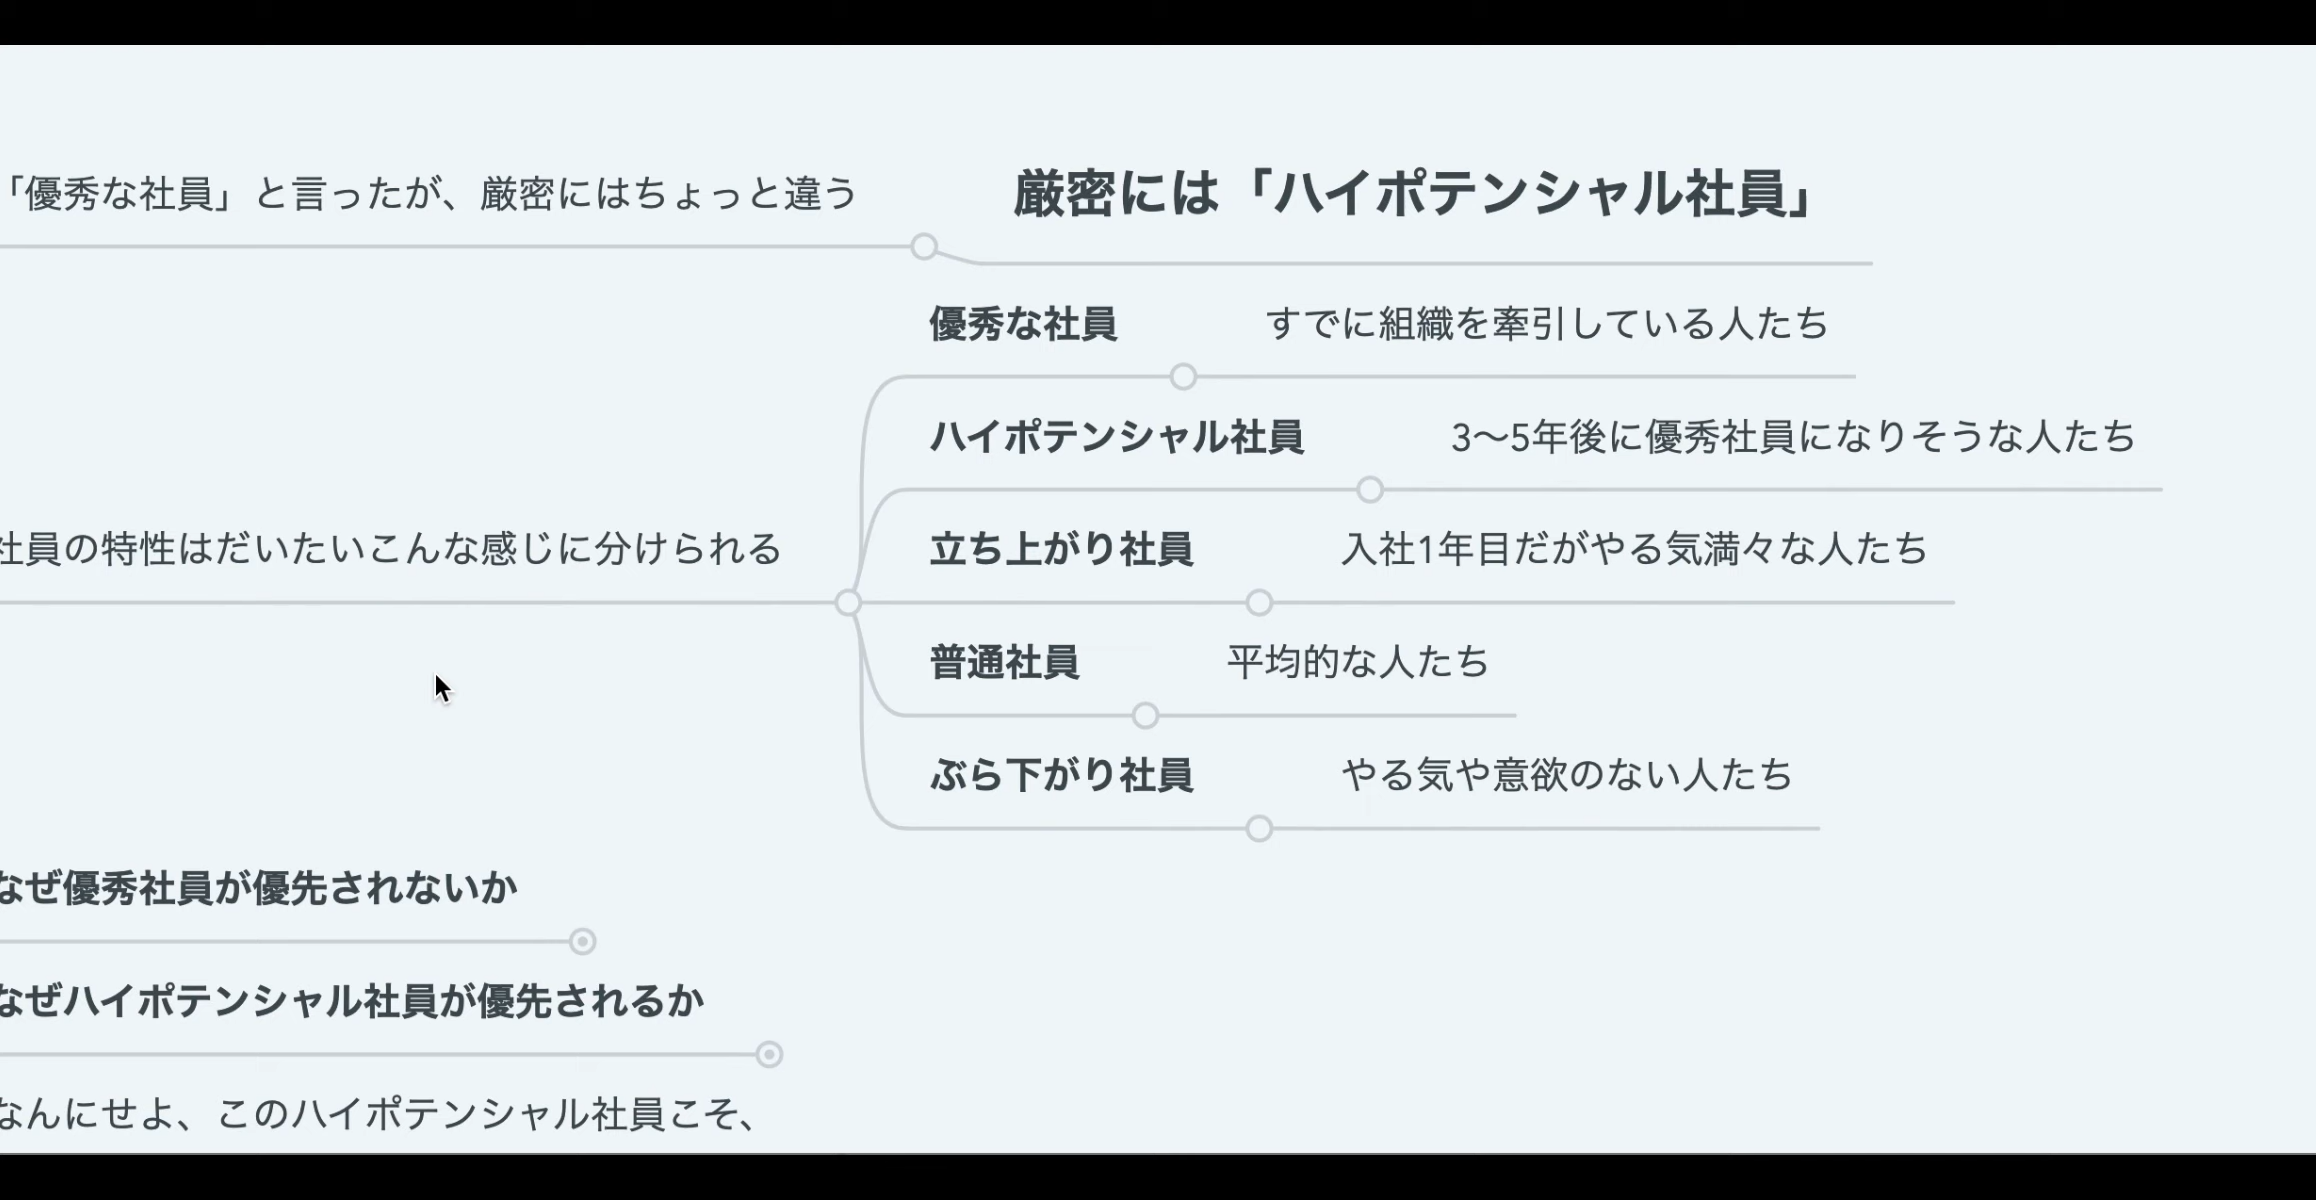 「優秀な社員」と言ったが、厳密にはちょっと違う
厳密には「ハイポテンシャル社員」
社員の特性はだいたいこんな感じに分けられる
優秀な社員 すでに組織を牽引している人たち
ハイポテンシャル社員 3〜5年後に優秀社員になりそうな人たち
立ち上がり社員 入社1年目だがやる気満々な人たち
普通社員 平均的な人たち
ぶら下がり社員 やる気や意欲のない人たち
なぜ優秀社員が優先されないか
なぜハイポテンシャル社員が優先されるか
なんにせよ、このハイポテンシャル社員こそ、